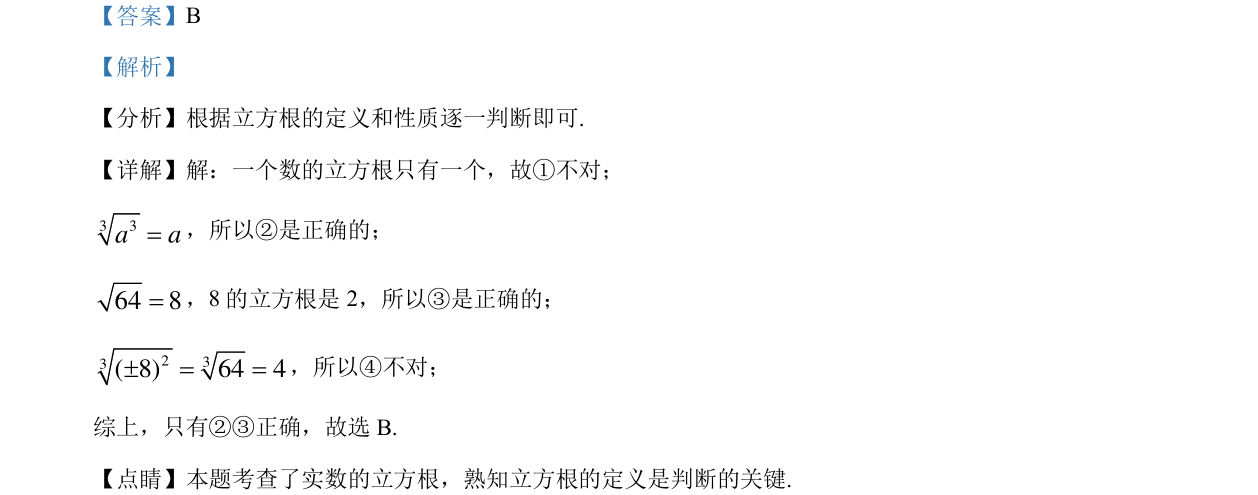 【答案】B
【解析】
【分析】根据立方根的定义和性质逐一判断即可.
【详解】解：一个数的立方根只有一个，故①不对；
∛(a³) = a，所以②是正确的；
√64 = 8，8 的立方根是 2，所以③是正确的；
∛((±8)²) = ∛64 = 4，所以④不对；
综上，只有②③正确，故选 B.
【点睛】本题考查了实数的立方根，熟知立方根的定义是判断的关键.